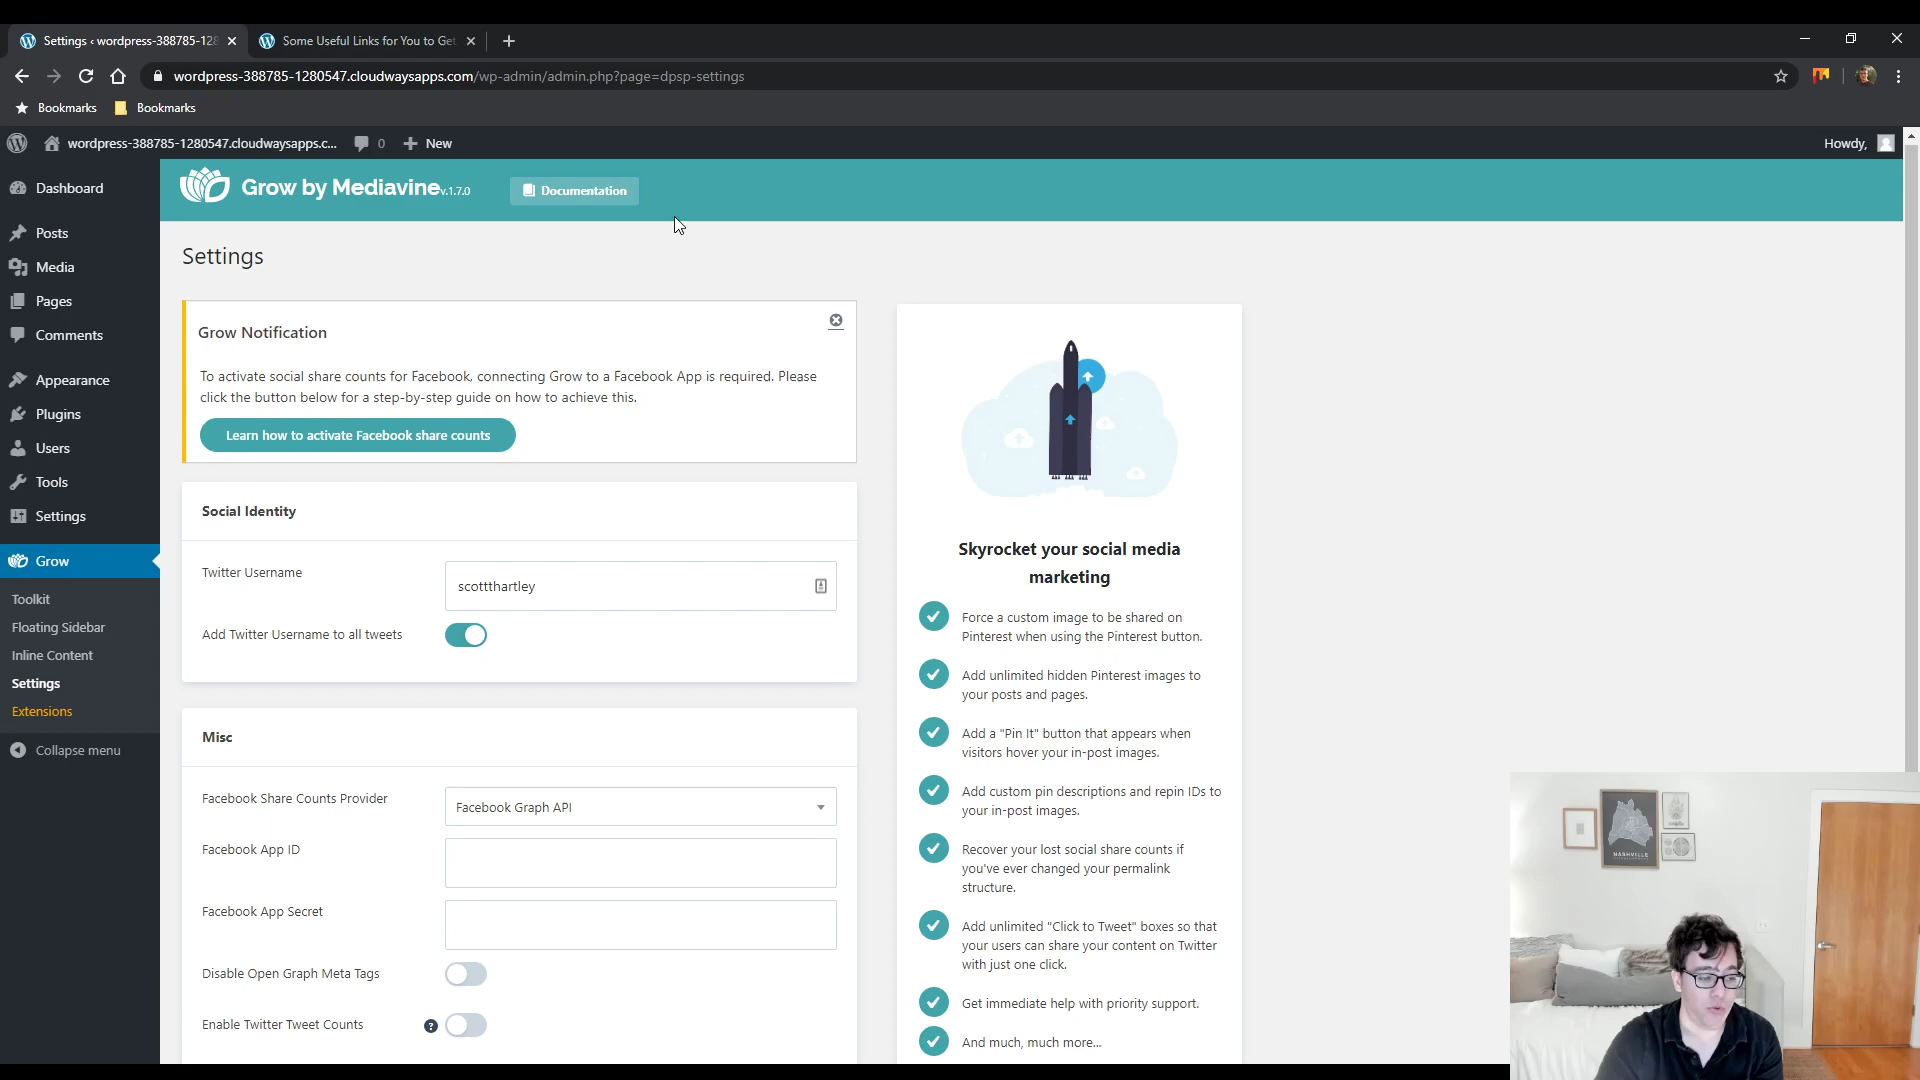 Settings ‹ wordpress-388785-128
Some Useful Links for You to Get
wordpress-388785-1280547.cloudwaysapps.com/wp-admin/admin.php?page=dpsp-settings
Bookmarks
Bookmarks
wordpress-388785-1280547.cloudwaysapps.c...
0
New
Howdy,
Dashboard
Posts
Media
Pages
Comments
Appearance
Plugins
Users
Tools
Settings
Grow
Toolkit
Floating Sidebar
Inline Content
Settings
Extensions
Collapse menu
Grow by Mediavine v.1.7.0
Documentation
Settings
Grow Notification
To activate social share counts for Facebook, connecting Grow to a Facebook App is required. Please
click the button below for a step-by-step guide on how to achieve this.
Learn how to activate Facebook share counts
Social Identity
Twitter Username
scottthartley
Add Twitter Username to all tweets
Misc
Facebook Share Counts Provider
Facebook Graph API
Facebook App ID
Facebook App Secret
Disable Open Graph Meta Tags
Enable Twitter Tweet Counts
?
Skyrocket your social media
marketing
Force a custom image to be shared on
Pinterest when using the Pinterest button.
Add unlimited hidden Pinterest images to
your posts and pages.
Add a "Pin It" button that appears when
visitors hover your in-post images.
Add custom pin descriptions and repin IDs to
your in-post images.
Recover your lost social share counts if
you've ever changed your permalink
structure.
Add unlimited "Click to Tweet" boxes so that
your users can share your content on Twitter
with just one click.
Get immediate help with priority support.
And much, much more...
NASHVILLE